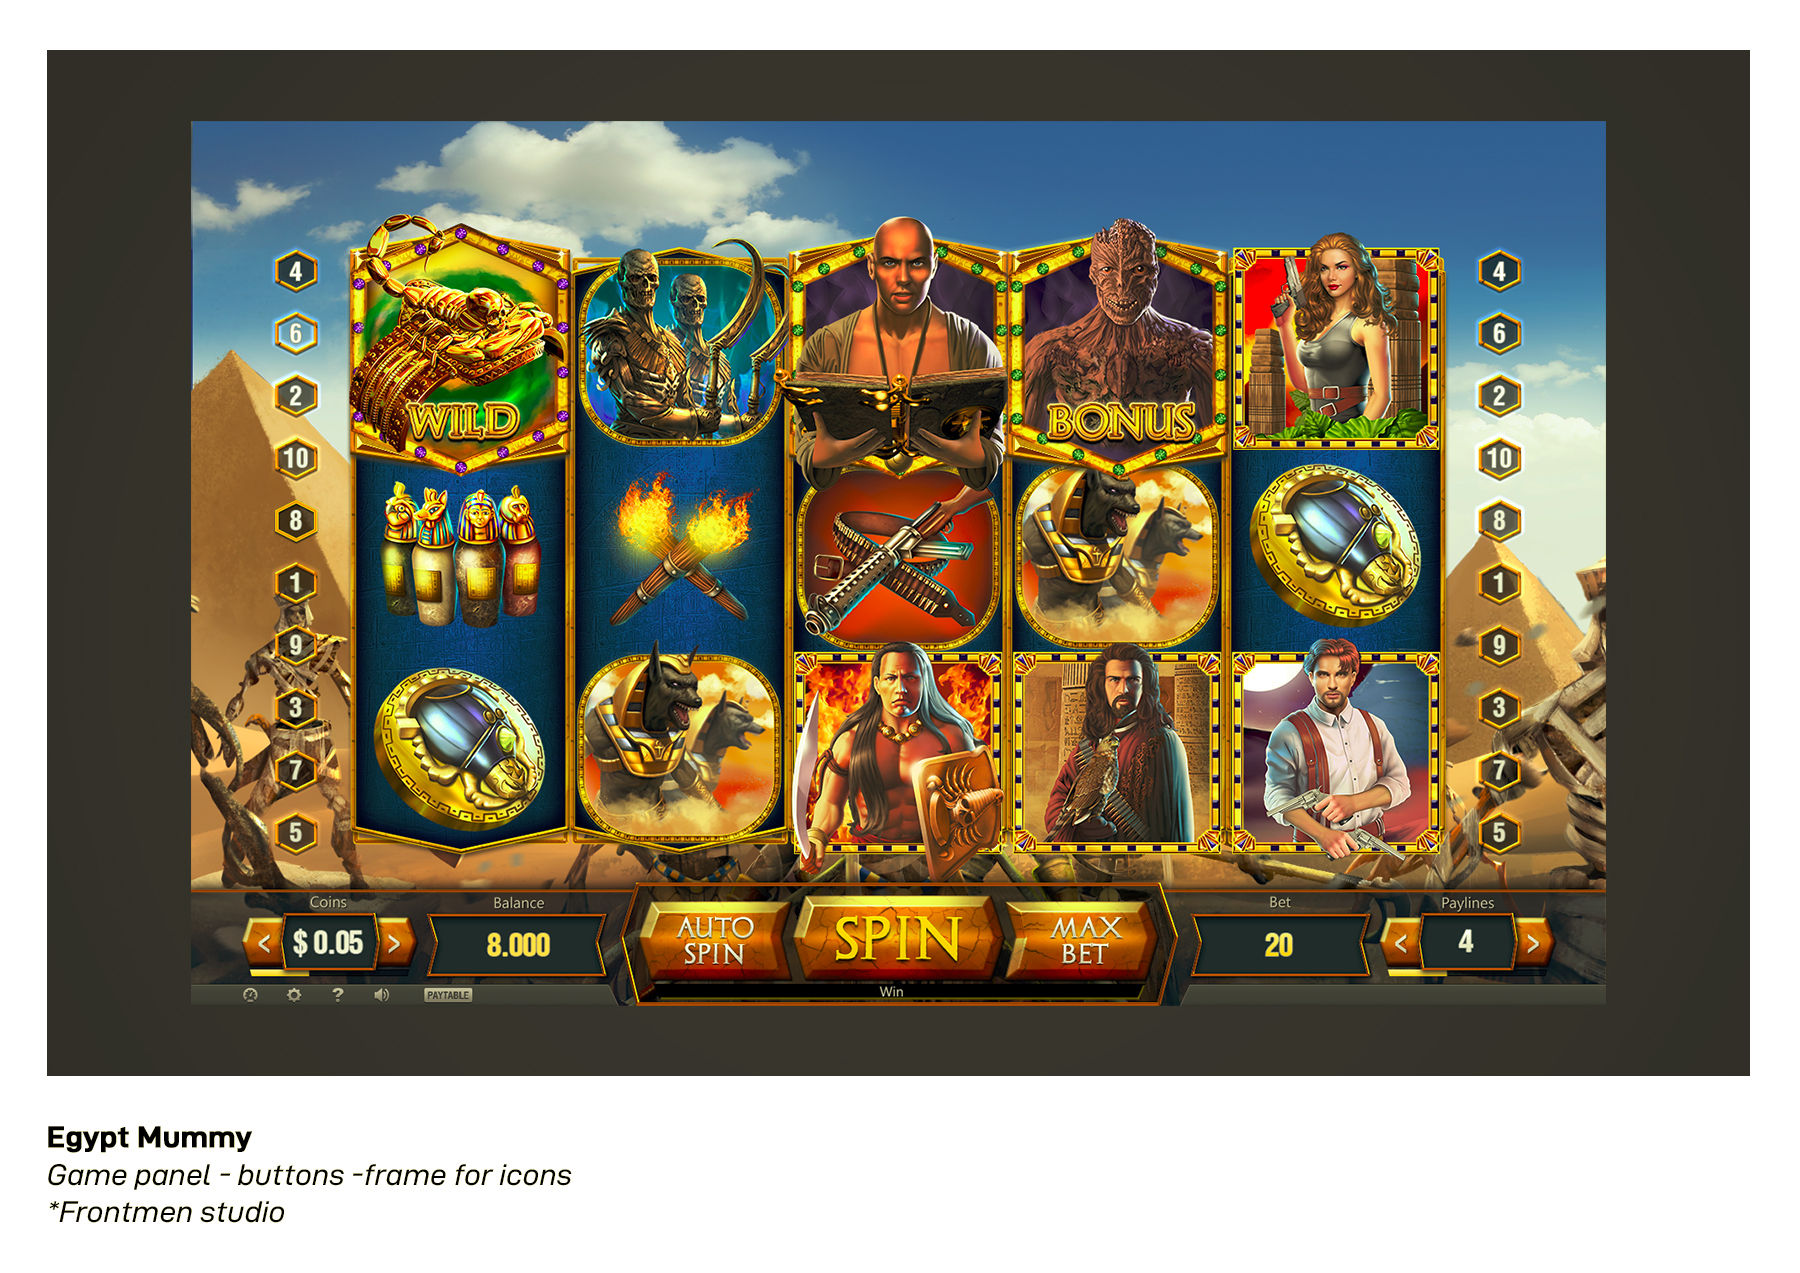 4
6
2
10
8
1
9
3
7
5
WILD
BONUS
4
6
2
10
8
1
9
3
7
5
Coins
< $ 0.05 >
Balance
8.000
AUTO
SPIN
SPIN
MAX
BET
Win
Bet
20
Paylines
< 4 >
? PAYTABLE
Egypt Mummy
Game panel - buttons -frame for icons
*Frontmen studio